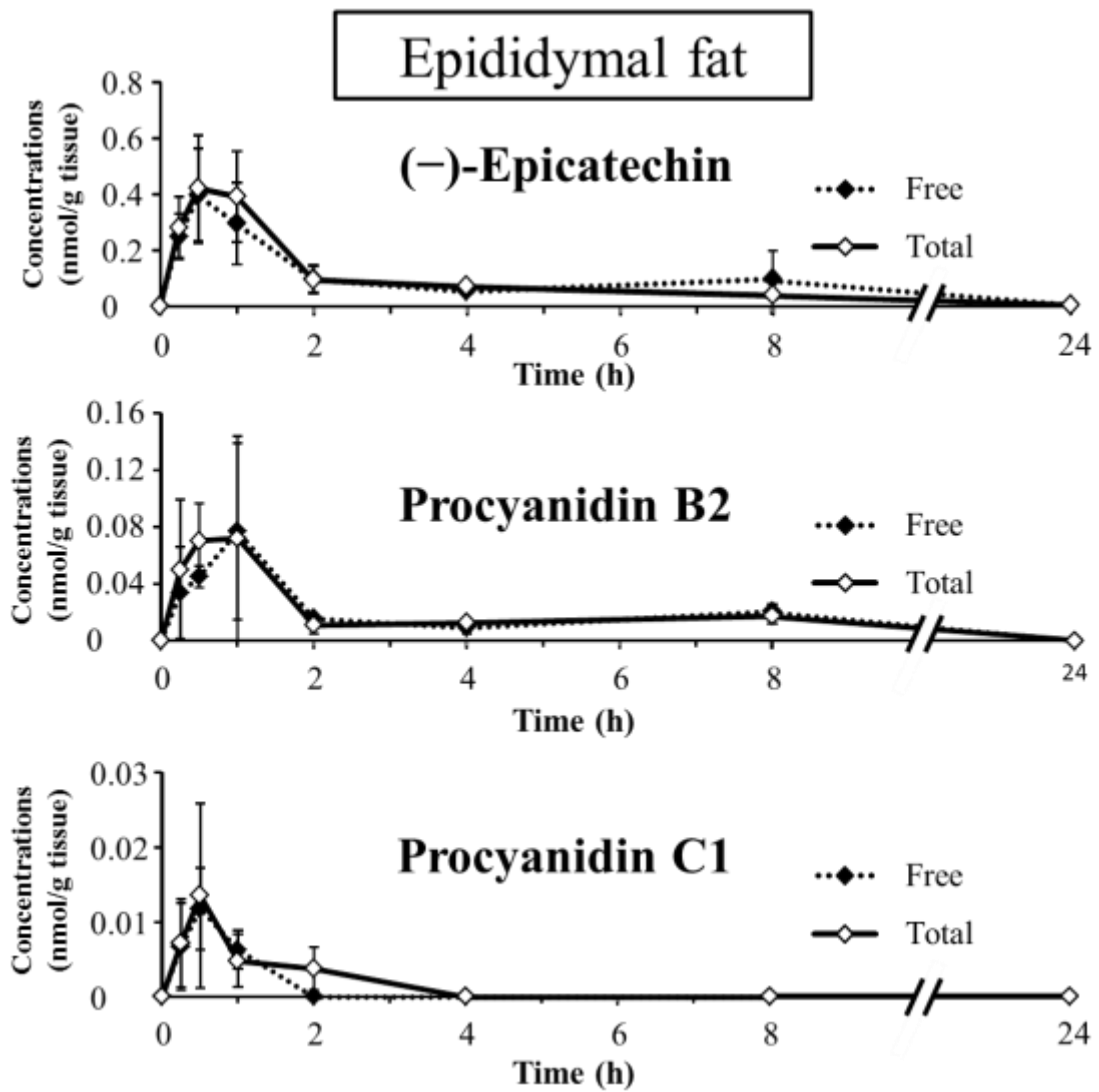 Epididymal fat
(−)-Epicatechin
Concentrations
(nmol/g tissue)
0.8
0.6
0.4
0.2
0
Free
Total
0 2 4 6 8 24
Time (h)
Procyanidin B2
Concentrations
(nmol/g tissue)
0.16
0.12
0.08
0.04
0
Free
Total
0 2 4 6 8 24
Time (h)
Procyanidin C1
Concentrations
(nmol/g tissue)
0.03
0.02
0.01
0
Free
Total
0 2 4 6 8 24
Time (h)